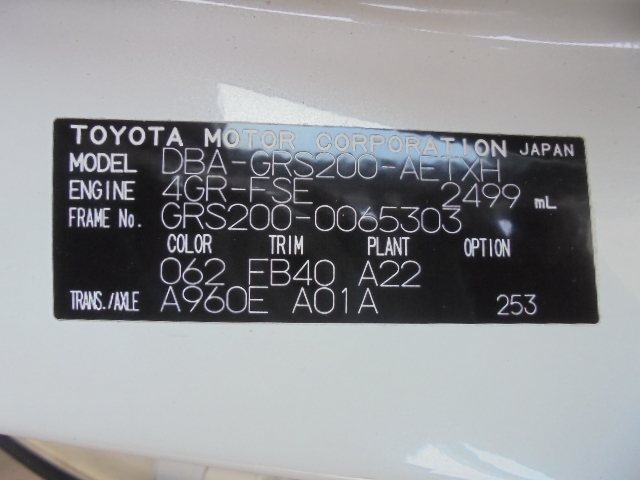 TOYOTA MOTOR CORPORATION JAPAN
MODEL DBA-GRS200-AETXH
ENGINE 4GR-FSE 2499 mL
FRAME No. GRS200-0065303
COLOR TRIM PLANT OPTION
062 FB40 A22
TRANS./AXLE A960E A01A 253